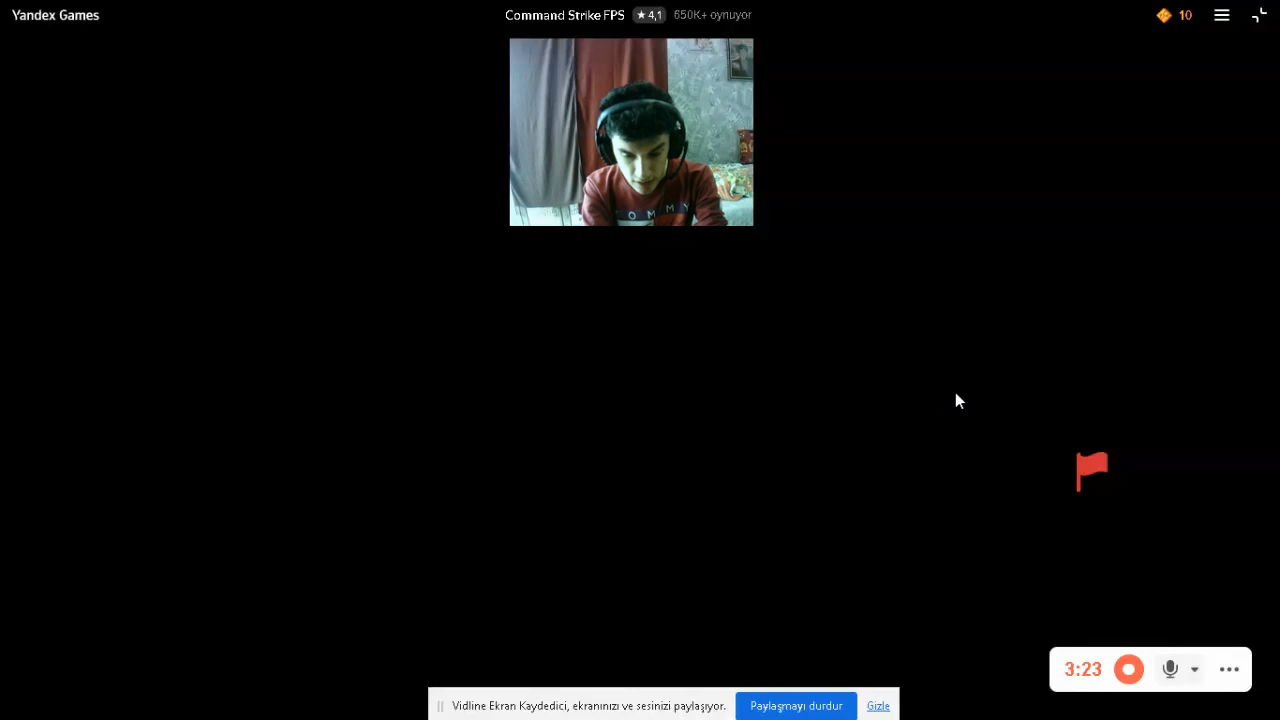 Yandex Games
Command Strike FPS ★ 4,1 650K+ oynuyor
10
TOMMY
3:23
Vidline Ekran Kaydedici, ekranınızı ve sesinizi paylaşıyor. Paylaşmayı durdur Gizle